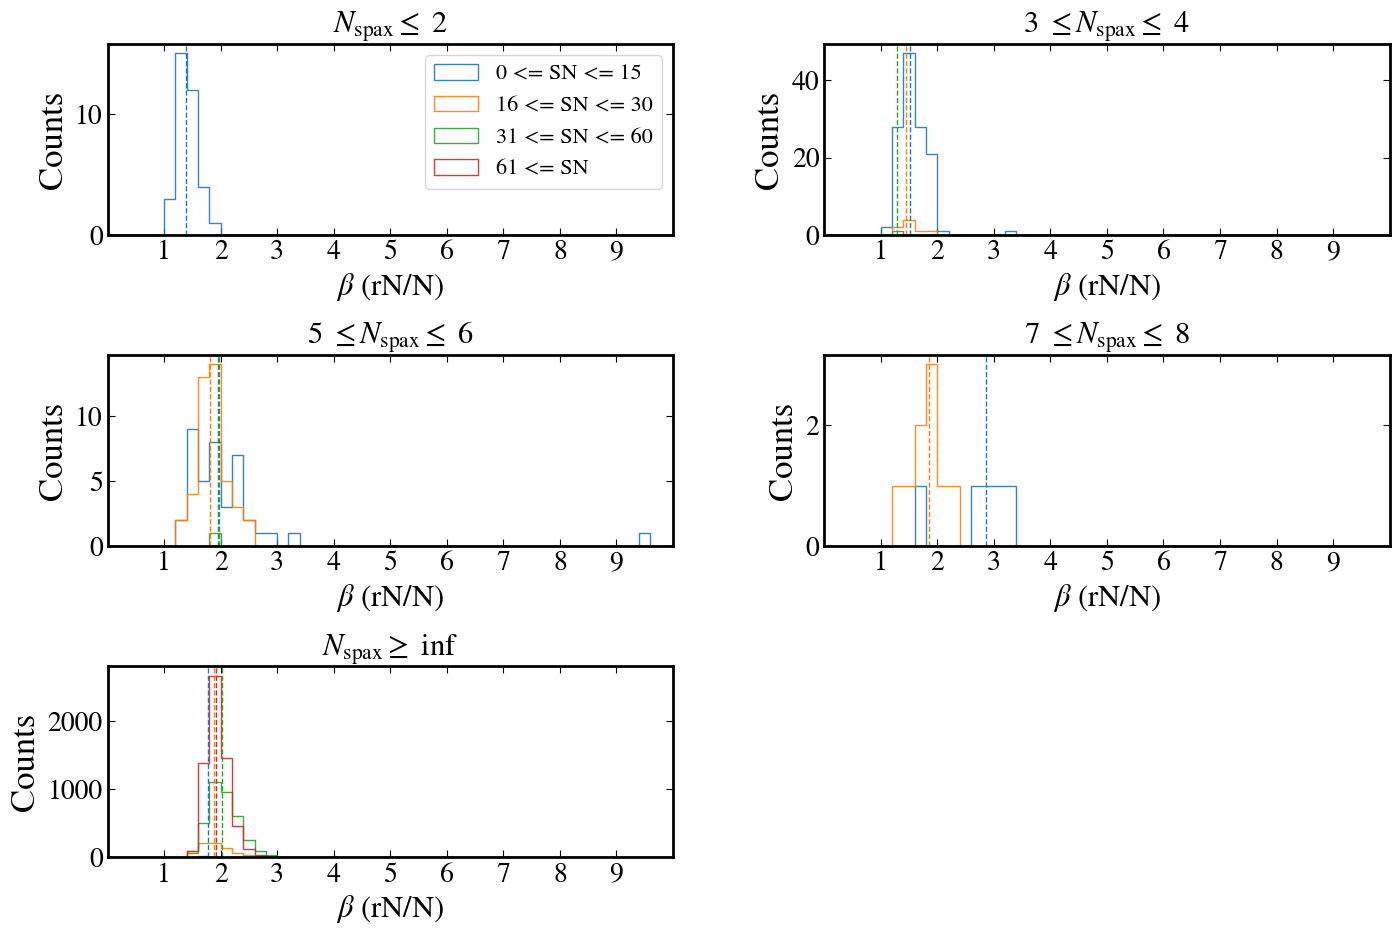 N_spax ≤ 2
3 ≤ N_spax ≤ 4
Counts
10
0
0 <= SN <= 15
16 <= SN <= 30
31 <= SN <= 60
61 <= SN
1 2 3 4 5 6 7 8 9
β (rN/N)
Counts
40
20
0
1 2 3 4 5 6 7 8 9
β (rN/N)
5 ≤ N_spax ≤ 6
7 ≤ N_spax ≤ 8
Counts
10
5
0
1 2 3 4 5 6 7 8 9
β (rN/N)
Counts
2
0
1 2 3 4 5 6 7 8 9
β (rN/N)
N_spax ≥ inf
Counts
2000
1000
0
1 2 3 4 5 6 7 8 9
β (rN/N)